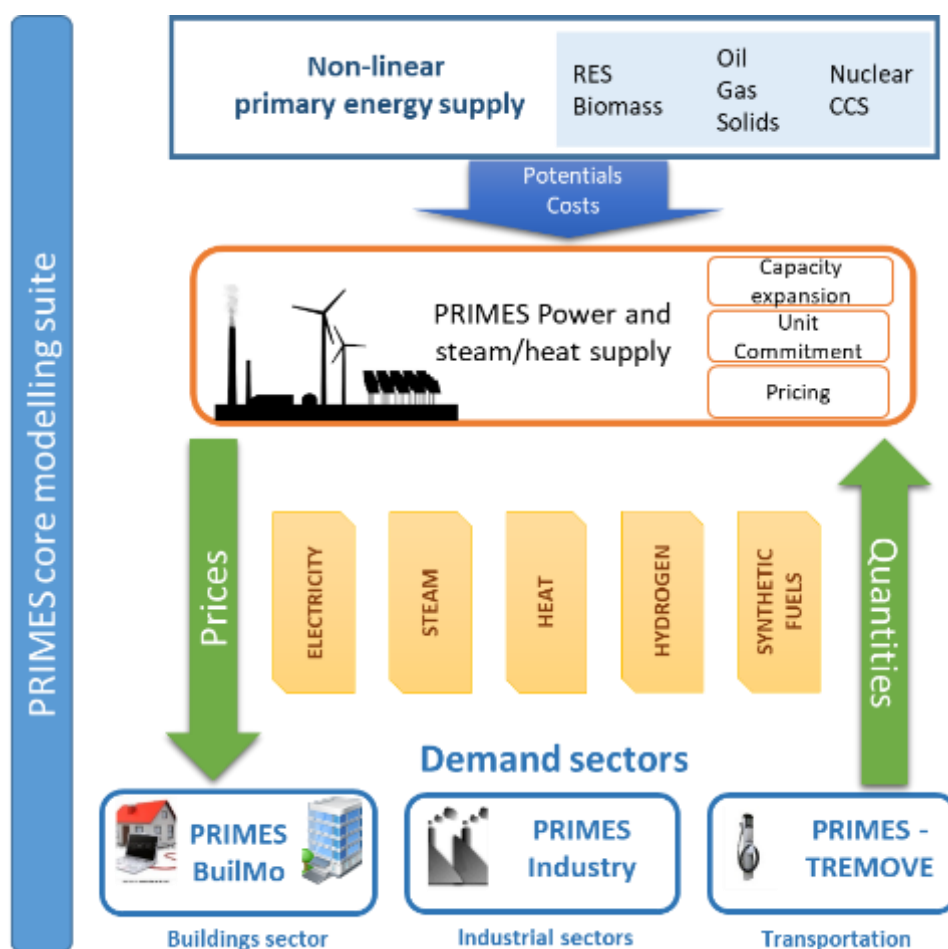 PRIMES core modelling suite
Non-linear
primary energy supply
RES
Biomass
Oil
Gas
Solids
Nuclear
CCS
Potentials
Costs
PRIMES Power and
steam/heat supply
Capacity
expansion
Unit
Commitment
Pricing
Prices
ELECTRICITY
STEAM
HEAT
HYDROGEN
SYNTHETIC
FUELS
Quantities
Demand sectors
PRIMES
BuilMo
PRIMES
Industry
PRIMES -
TREMOVE
Buildings sector
Industrial sectors
Transportation